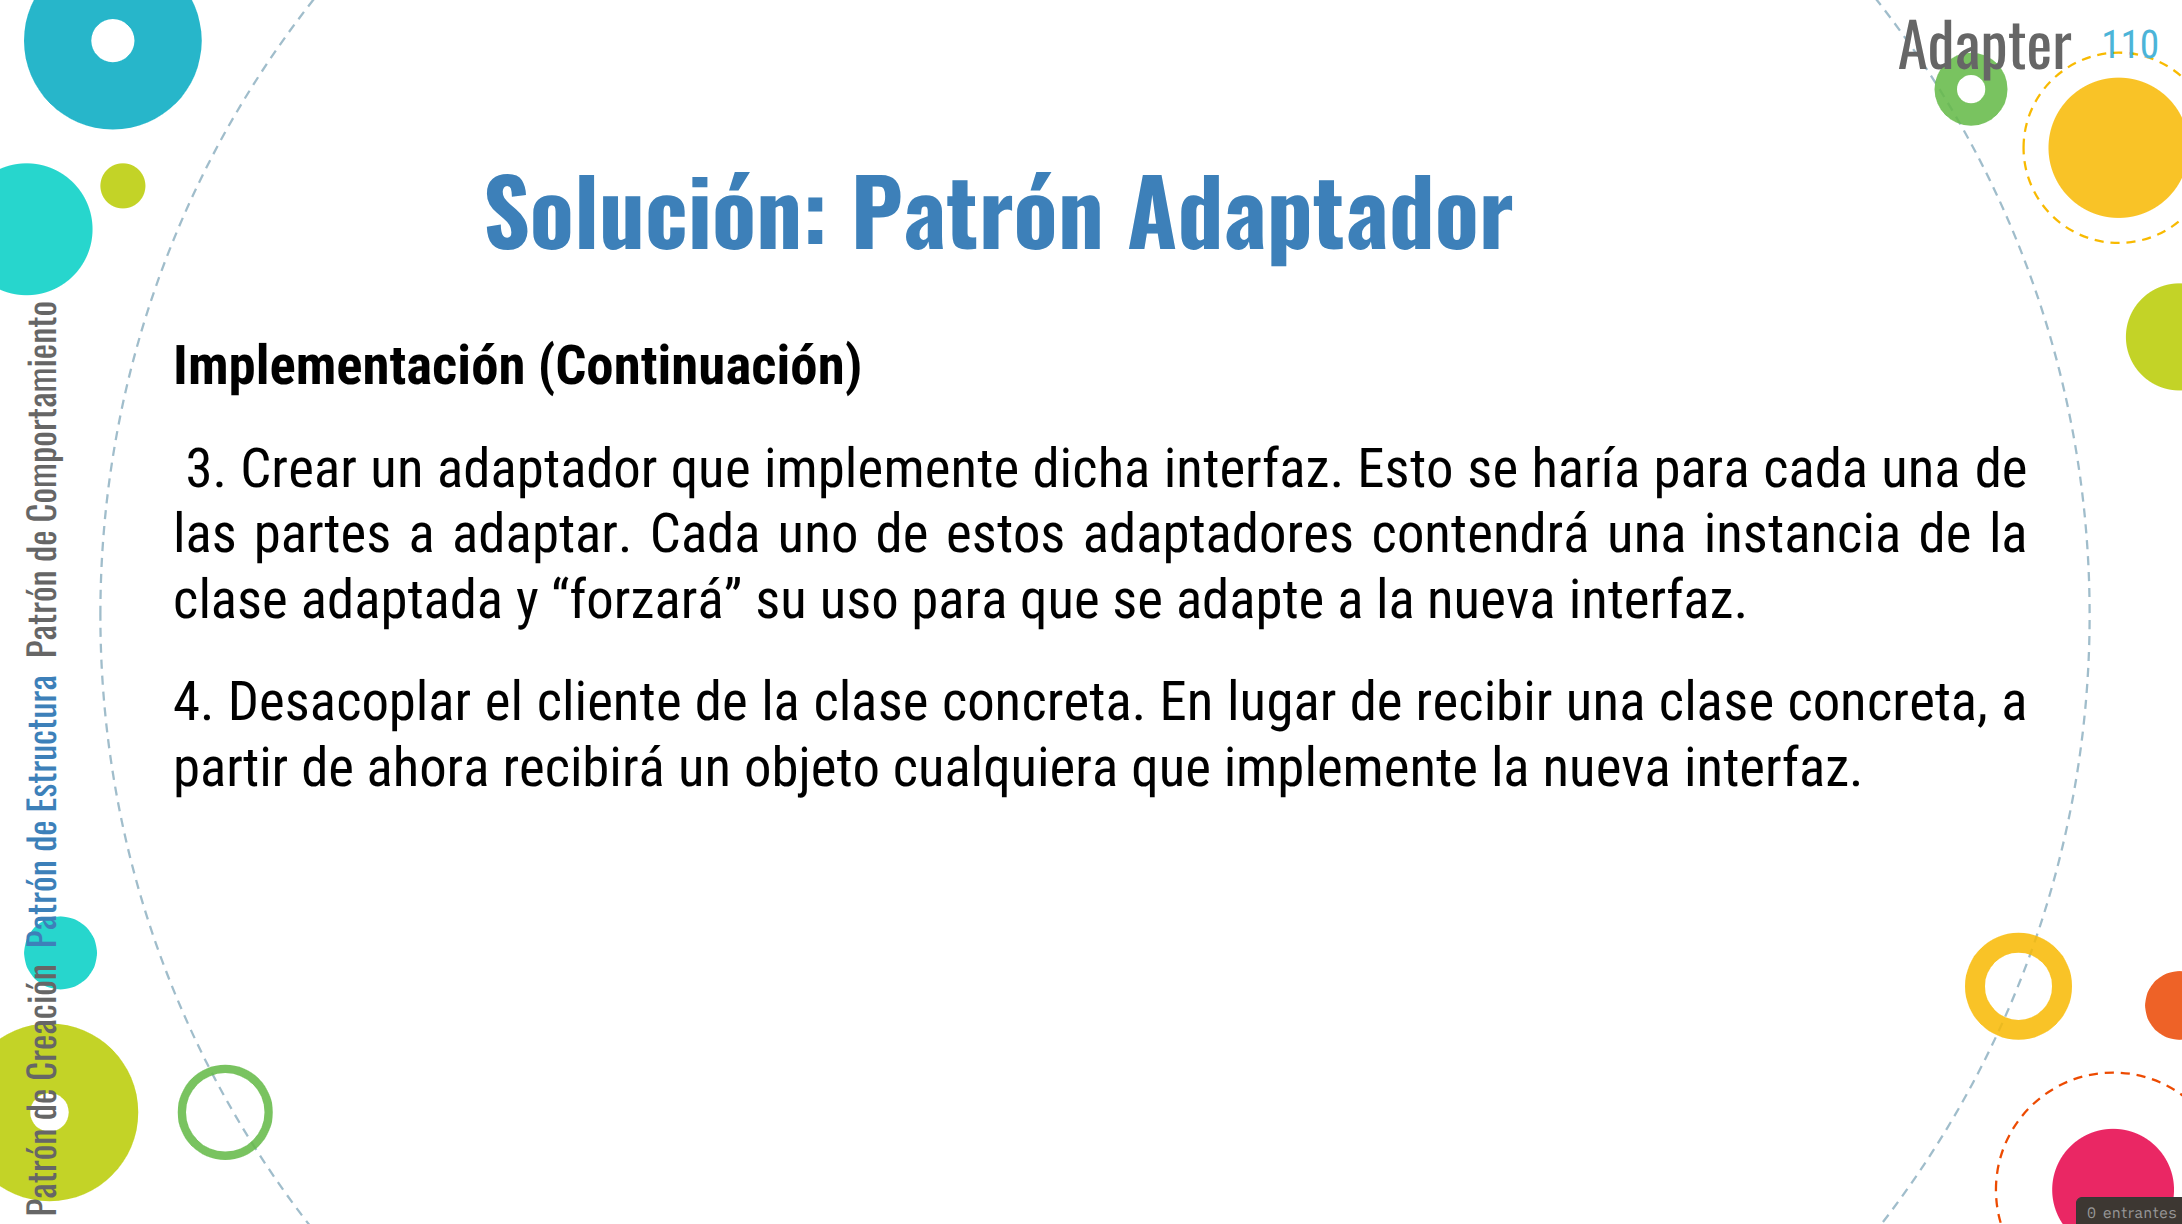 Adapter 110
Solución: Patrón Adaptador
Implementación (Continuación)
3. Crear un adaptador que implemente dicha interfaz. Esto se haría para cada una de
las partes a adaptar. Cada uno de estos adaptadores contendrá una instancia de la
clase adaptada y “forzará” su uso para que se adapte a la nueva interfaz.
4. Desacoplar el cliente de la clase concreta. En lugar de recibir una clase concreta, a
partir de ahora recibirá un objeto cualquiera que implemente la nueva interfaz.
Patrón de Creación Patrón de Estructura Patrón de Comportamiento
0 entrantes